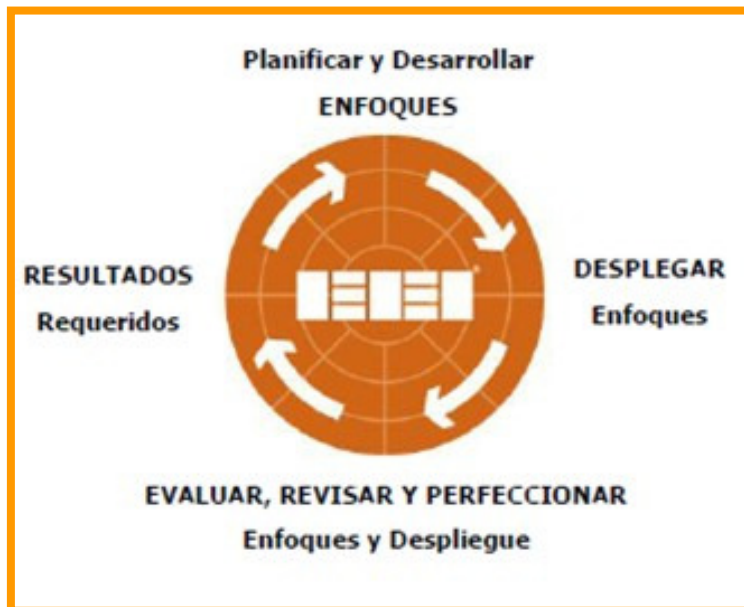 Planificar y Desarrollar
ENFOQUES
RESULTADOS
Requeridos
DESPLEGAR
Enfoques
EVALUAR, REVISAR Y PERFECCIONAR
Enfoques y Despliegue